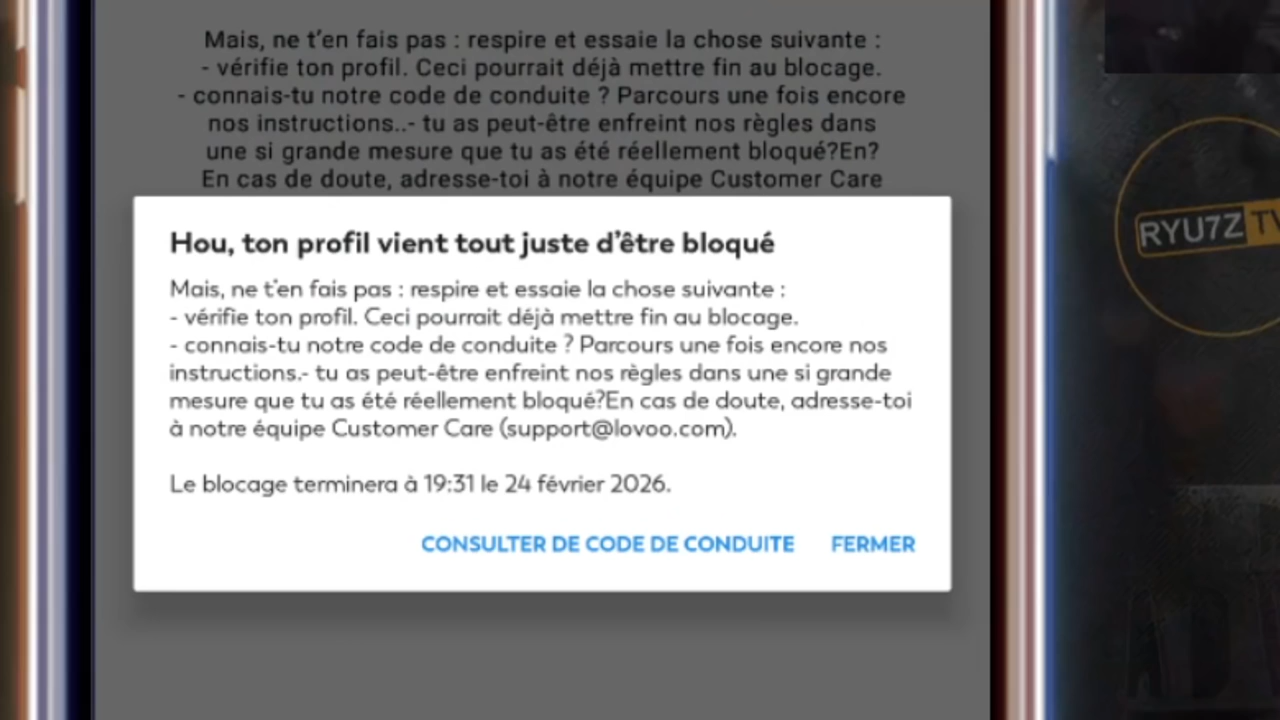 Mais, ne t'en fais pas : respire et essaie la chose suivante :
- vérifie ton profil. Ceci pourrait déjà mettre fin au blocage.
- connais-tu notre code de conduite ? Parcours une fois encore
nos instructions..- tu as peut-être enfreint nos règles dans
une si grande mesure que tu as été réellement bloqué?En?
En cas de doute, adresse-toi à notre équipe Customer Care
Hou, ton profil vient tout juste d'être bloqué
Mais, ne t'en fais pas : respire et essaie la chose suivante :
- vérifie ton profil. Ceci pourrait déjà mettre fin au blocage.
- connais-tu notre code de conduite ? Parcours une fois encore nos
instructions.- tu as peut-être enfreint nos règles dans une si grande
mesure que tu as été réellement bloqué?En cas de doute, adresse-toi
à notre équipe Customer Care (support@lovoo.com).
Le blocage terminera à 19:31 le 24 février 2026.
CONSULTER DE CODE DE CONDUITE FERMER
RYU7Z TV